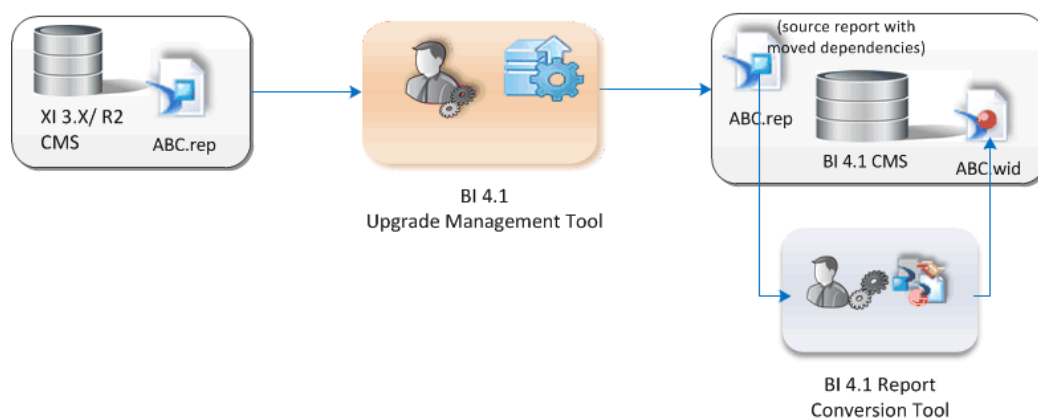 XI 3.X/ R2
CMS
ABC.rep
BI 4.1
Upgrade Management Tool
(source report with
moved dependencies)
ABC.rep
BI 4.1 CMS
ABC.wid
BI 4.1 Report
Conversion Tool